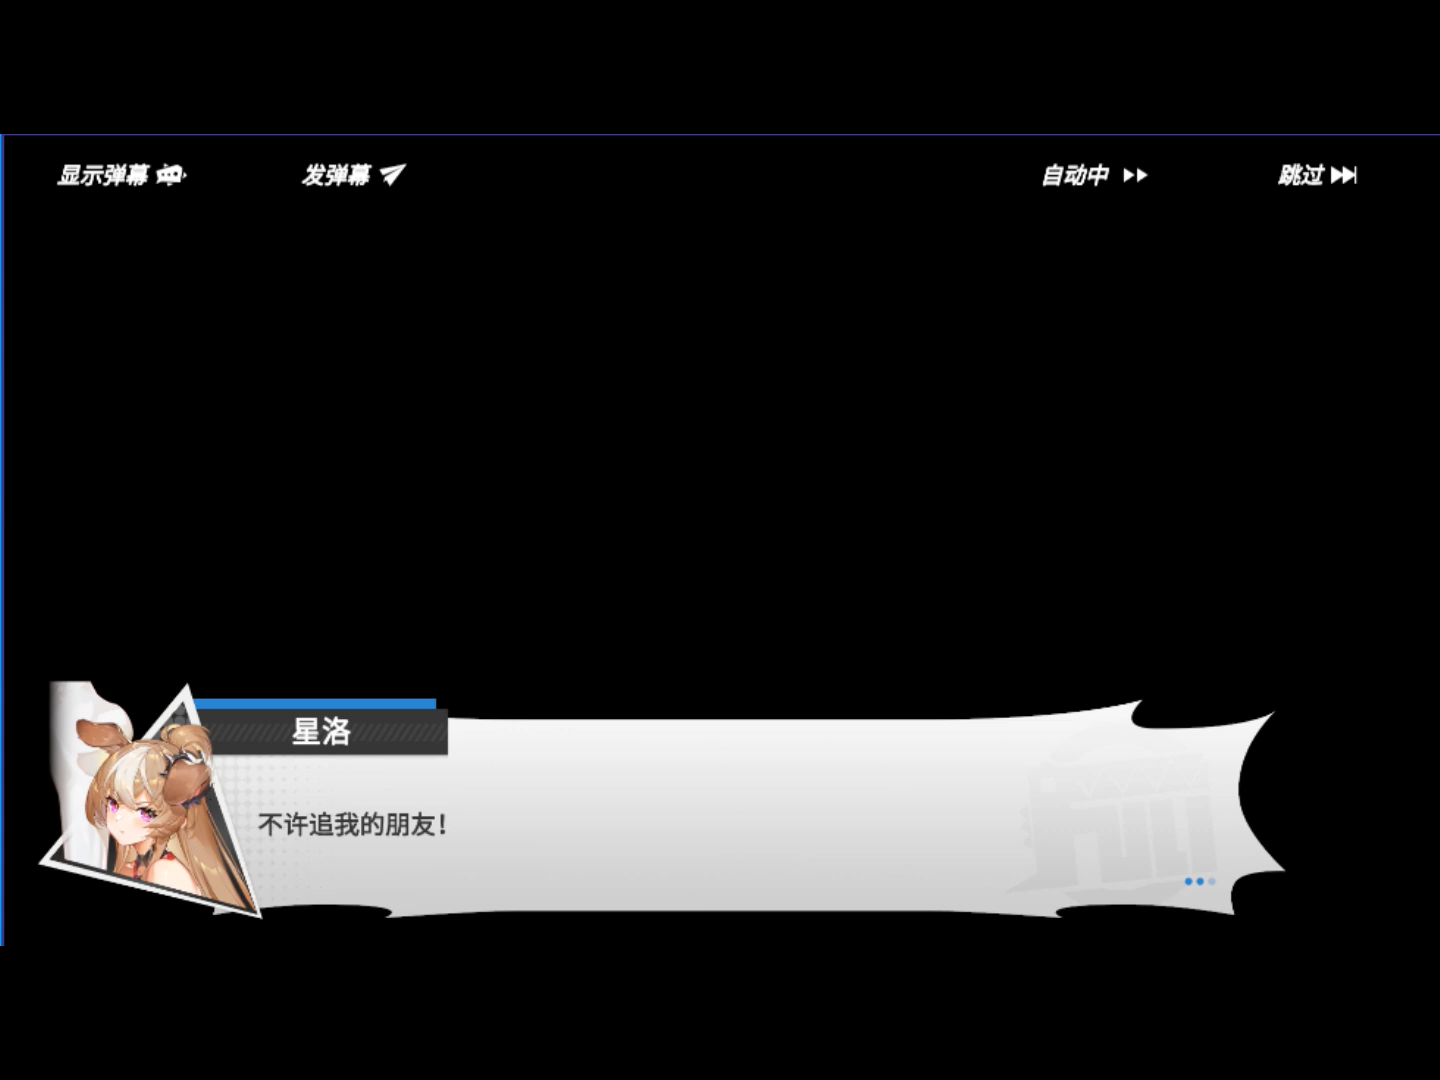 显示弹幕
发弹幕
自动中
跳过
星洛
不许追我的朋友！